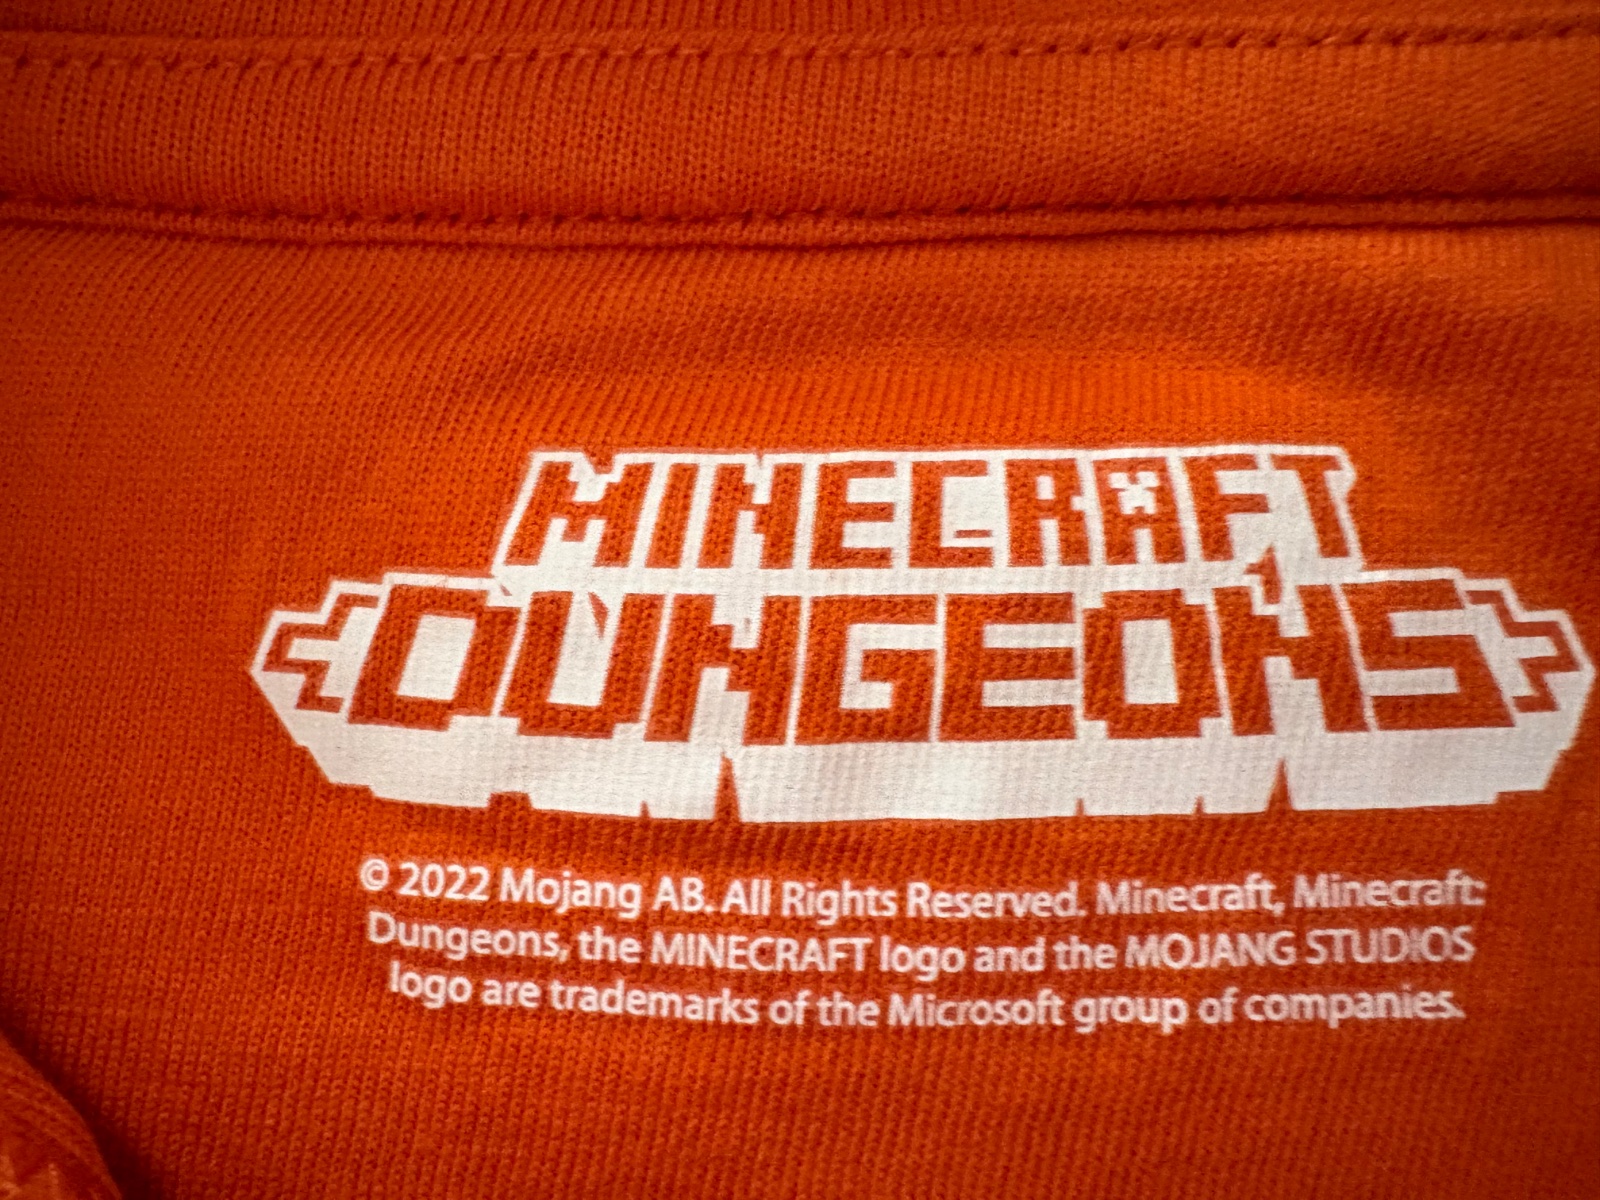 MINECRAFT
DUNGEONS
© 2022 Mojang AB. All Rights Reserved. Minecraft, Minecraft:
Dungeons, the MINECRAFT logo and the MOJANG STUDIOS
logo are trademarks of the Microsoft group of companies.